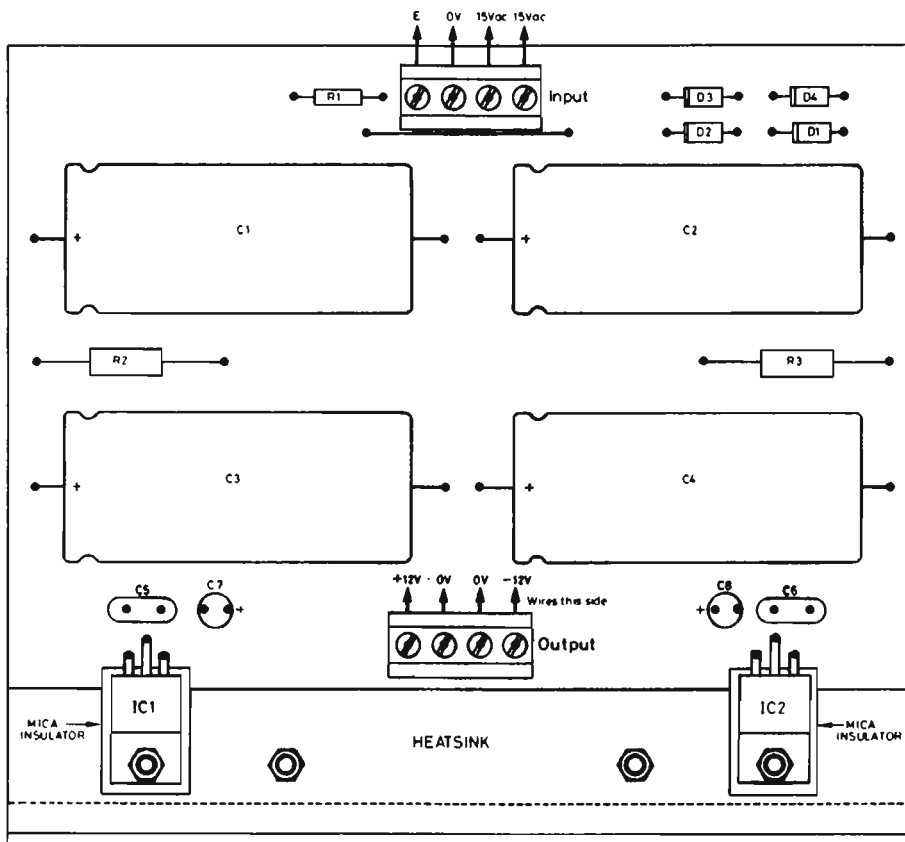 E 0V 15Vac 15Vac
R1
Input
D3 D4
D2 D1
+ C1
+ C2
R2
R3
+ C3
+ C4
C5 C7 +
+12V · 0V 0V -12V
Wires this side
Output
C8 C6
+
IC1
IC2
MICA
INSULATOR
HEATSINK
MICA
INSULATOR